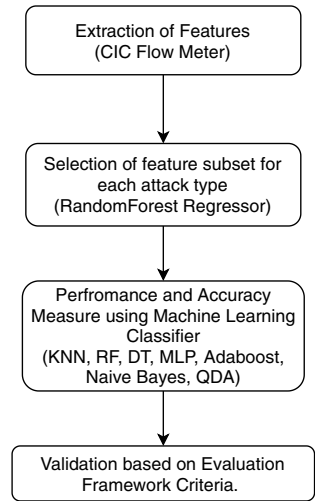 Extraction of Features
(CIC Flow Meter)
Selection of feature subset for
each attack type
(RandomForest Regressor)
Perfromance and Accuracy
Measure using Machine Learning
Classifier
(KNN, RF, DT, MLP, Adaboost,
Naive Bayes, QDA)
Validation based on Evaluation
Framework Criteria.